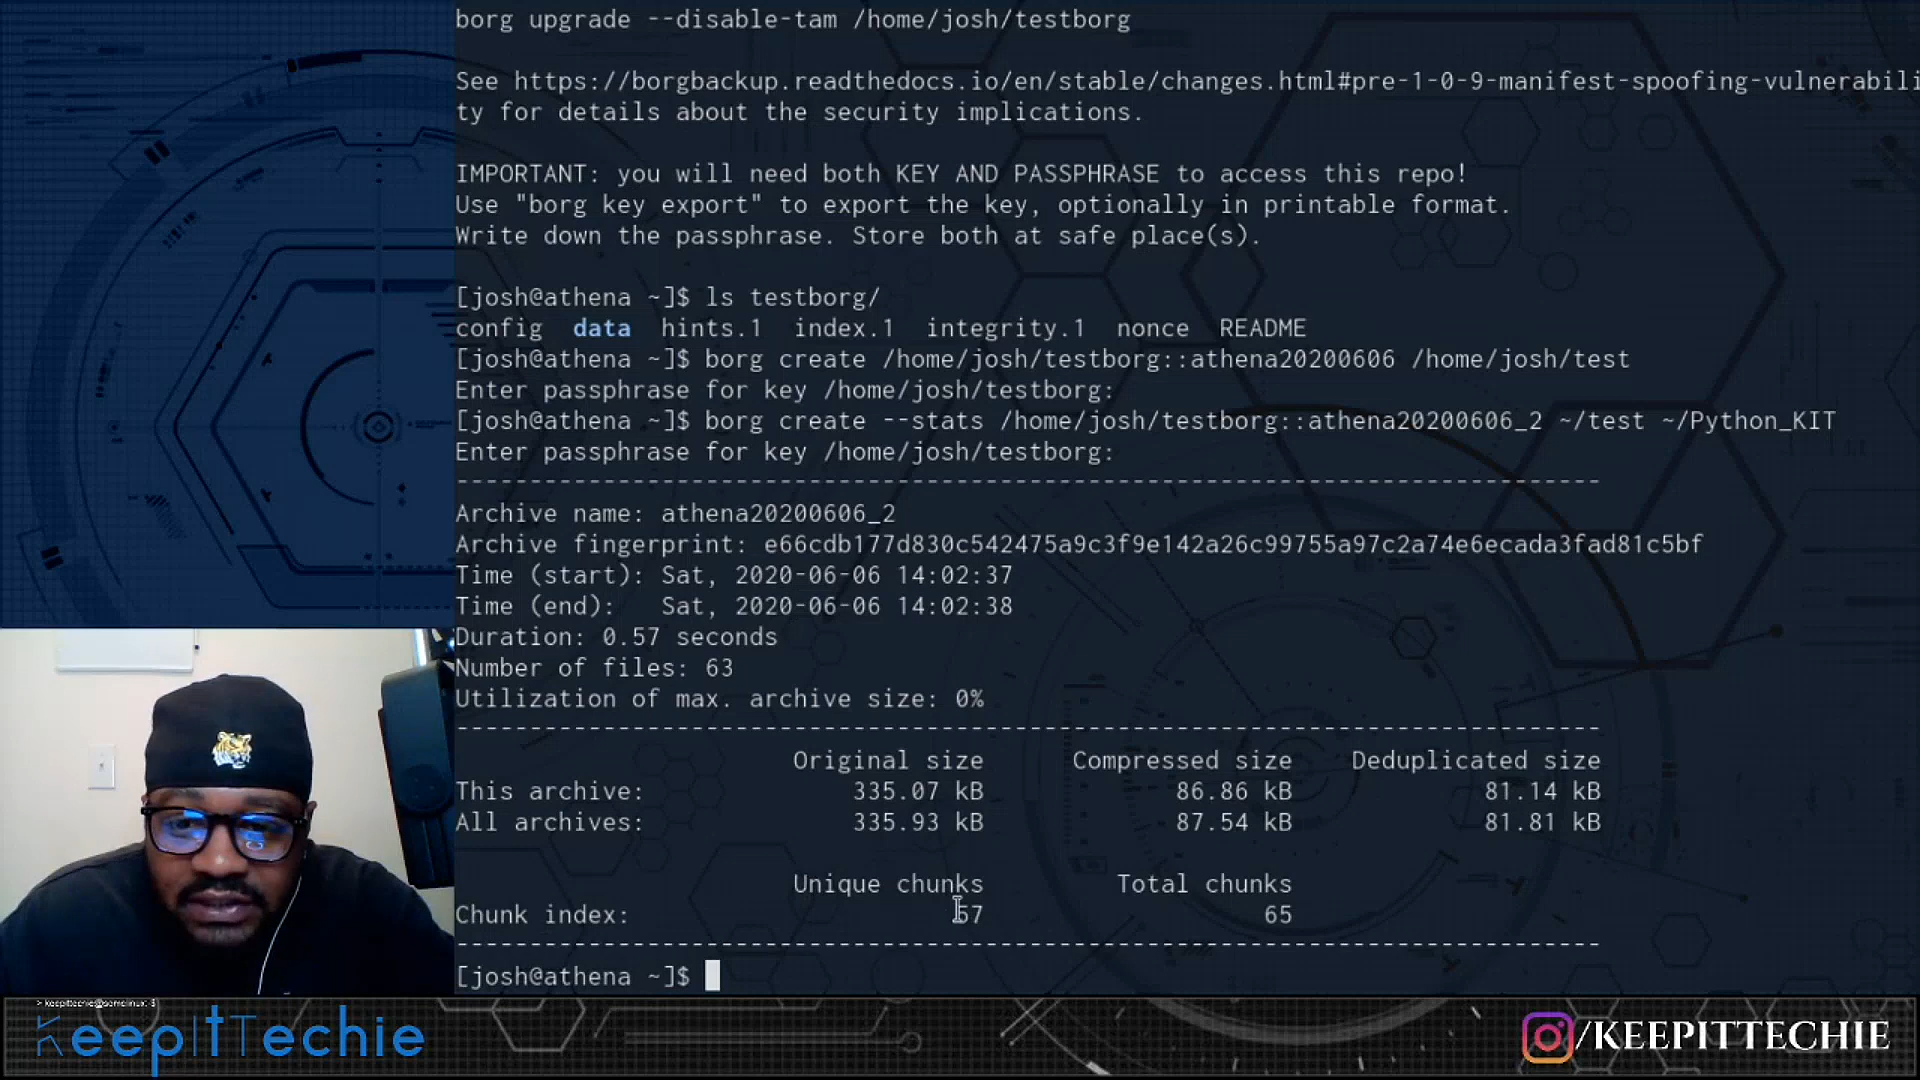 borg upgrade --disable-tam /home/josh/testborg
See https://borgbackup.readthedocs.io/en/stable/changes.html#pre-1-0-9-manifest-spoofing-vulnerabili
ty for details about the security implications.
IMPORTANT: you will need both KEY AND PASSPHRASE to access this repo!
Use "borg key export" to export the key, optionally in printable format.
Write down the passphrase. Store both at safe place(s).
[josh@athena ~]$ ls testborg/
config data hints.1 index.1 integrity.1 nonce README
[josh@athena ~]$ borg create /home/josh/testborg::athena20200606 /home/josh/test
Enter passphrase for key /home/josh/testborg:
[josh@athena ~]$ borg create --stats /home/josh/testborg::athena20200606_2 ~/test ~/Python_KIT
Enter passphrase for key /home/josh/testborg:
------------------------------------------------------------------------------
Archive name: athena20200606_2
Archive fingerprint: e66cdb177d830c542475a9c3f9e142a26c99755a97c2a74e6ecada3fad81c5bf
Time (start): Sat, 2020-06-06 14:02:37
Time (end): Sat, 2020-06-06 14:02:38
Duration: 0.57 seconds
Number of files: 63
Utilization of max. archive size: 0%
------------------------------------------------------------------------------
Original size Compressed size Deduplicated size
This archive: 335.07 kB 86.86 kB 81.14 kB
All archives: 335.93 kB 87.54 kB 81.81 kB
Unique chunks Total chunks
Chunk index: 57 65
------------------------------------------------------------------------------
[josh@athena ~]$
> keepittechie@somelinux: $
KeepItTechie
/KEEPITTECHIE